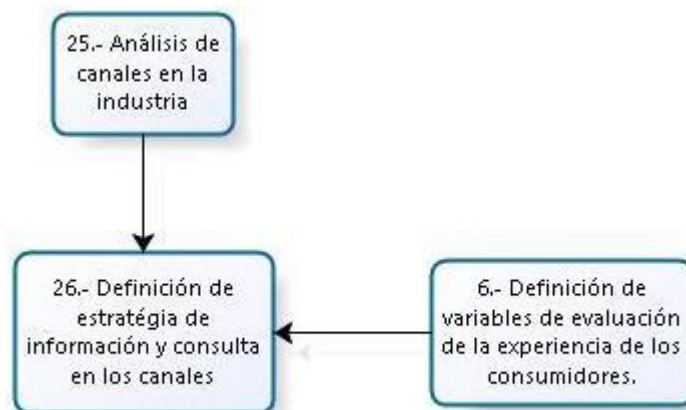 25.- Análisis de
canales en la
industria
26.- Definición de
estratégia de
información y consulta
en los canales
6.- Definición de
variables de evaluación
de la experiencia de los
consumidores.